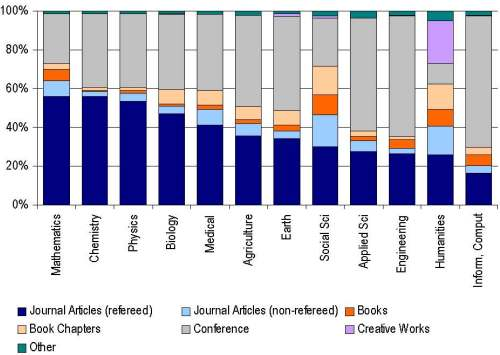 100%
80%
60%
40%
20%
0%
Mathematics
Chemistry
Physics
Biology
Medical
Agriculture
Earth
Social Sci
Applied Sci
Engineering
Humanities
Inform, Comput
Journal Articles (refereed)
Journal Articles (non-refereed)
Books
Book Chapters
Conference
Creative Works
Other